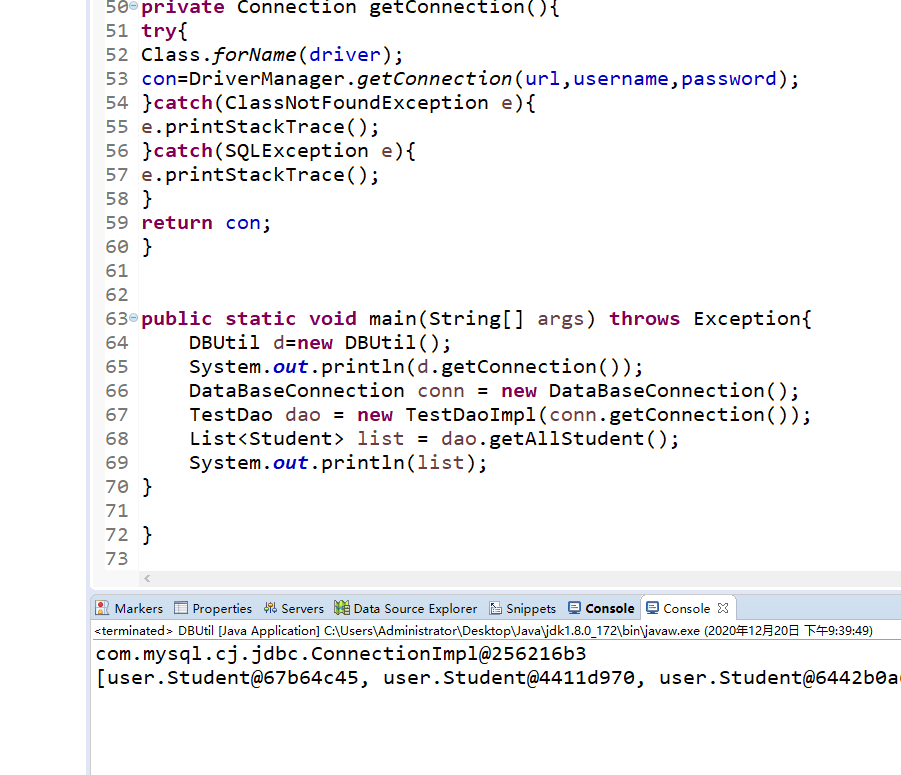 50 private Connection getConnection(){
51 try{
52 Class.forName(driver);
53 con=DriverManager.getConnection(url,username,password);
54 }catch(ClassNotFoundException e){
55 e.printStackTrace();
56 }catch(SQLException e){
57 e.printStackTrace();
58 }
59 return con;
60 }
61
62
63 public static void main(String[] args) throws Exception{
64     DBUtil d=new DBUtil();
65     System.out.println(d.getConnection());
66     DataBaseConnection conn = new DataBaseConnection();
67     TestDao dao = new TestDaoImpl(conn.getConnection());
68     List<Student> list = dao.getAllStudent();
69     System.out.println(list);
70 }
71
72 }
73
Markers Properties Servers Data Source Explorer Snippets Console Console
<terminated> DBUtil [Java Application] C:\Users\Administrator\Desktop\Java\jdk1.8.0_172\bin\javaw.exe (2020年12月20日 下午9:39:49)
com.mysql.cj.jdbc.ConnectionImpl@256216b3
[user.Student@67b64c45, user.Student@4411d970, user.Student@6442b0a